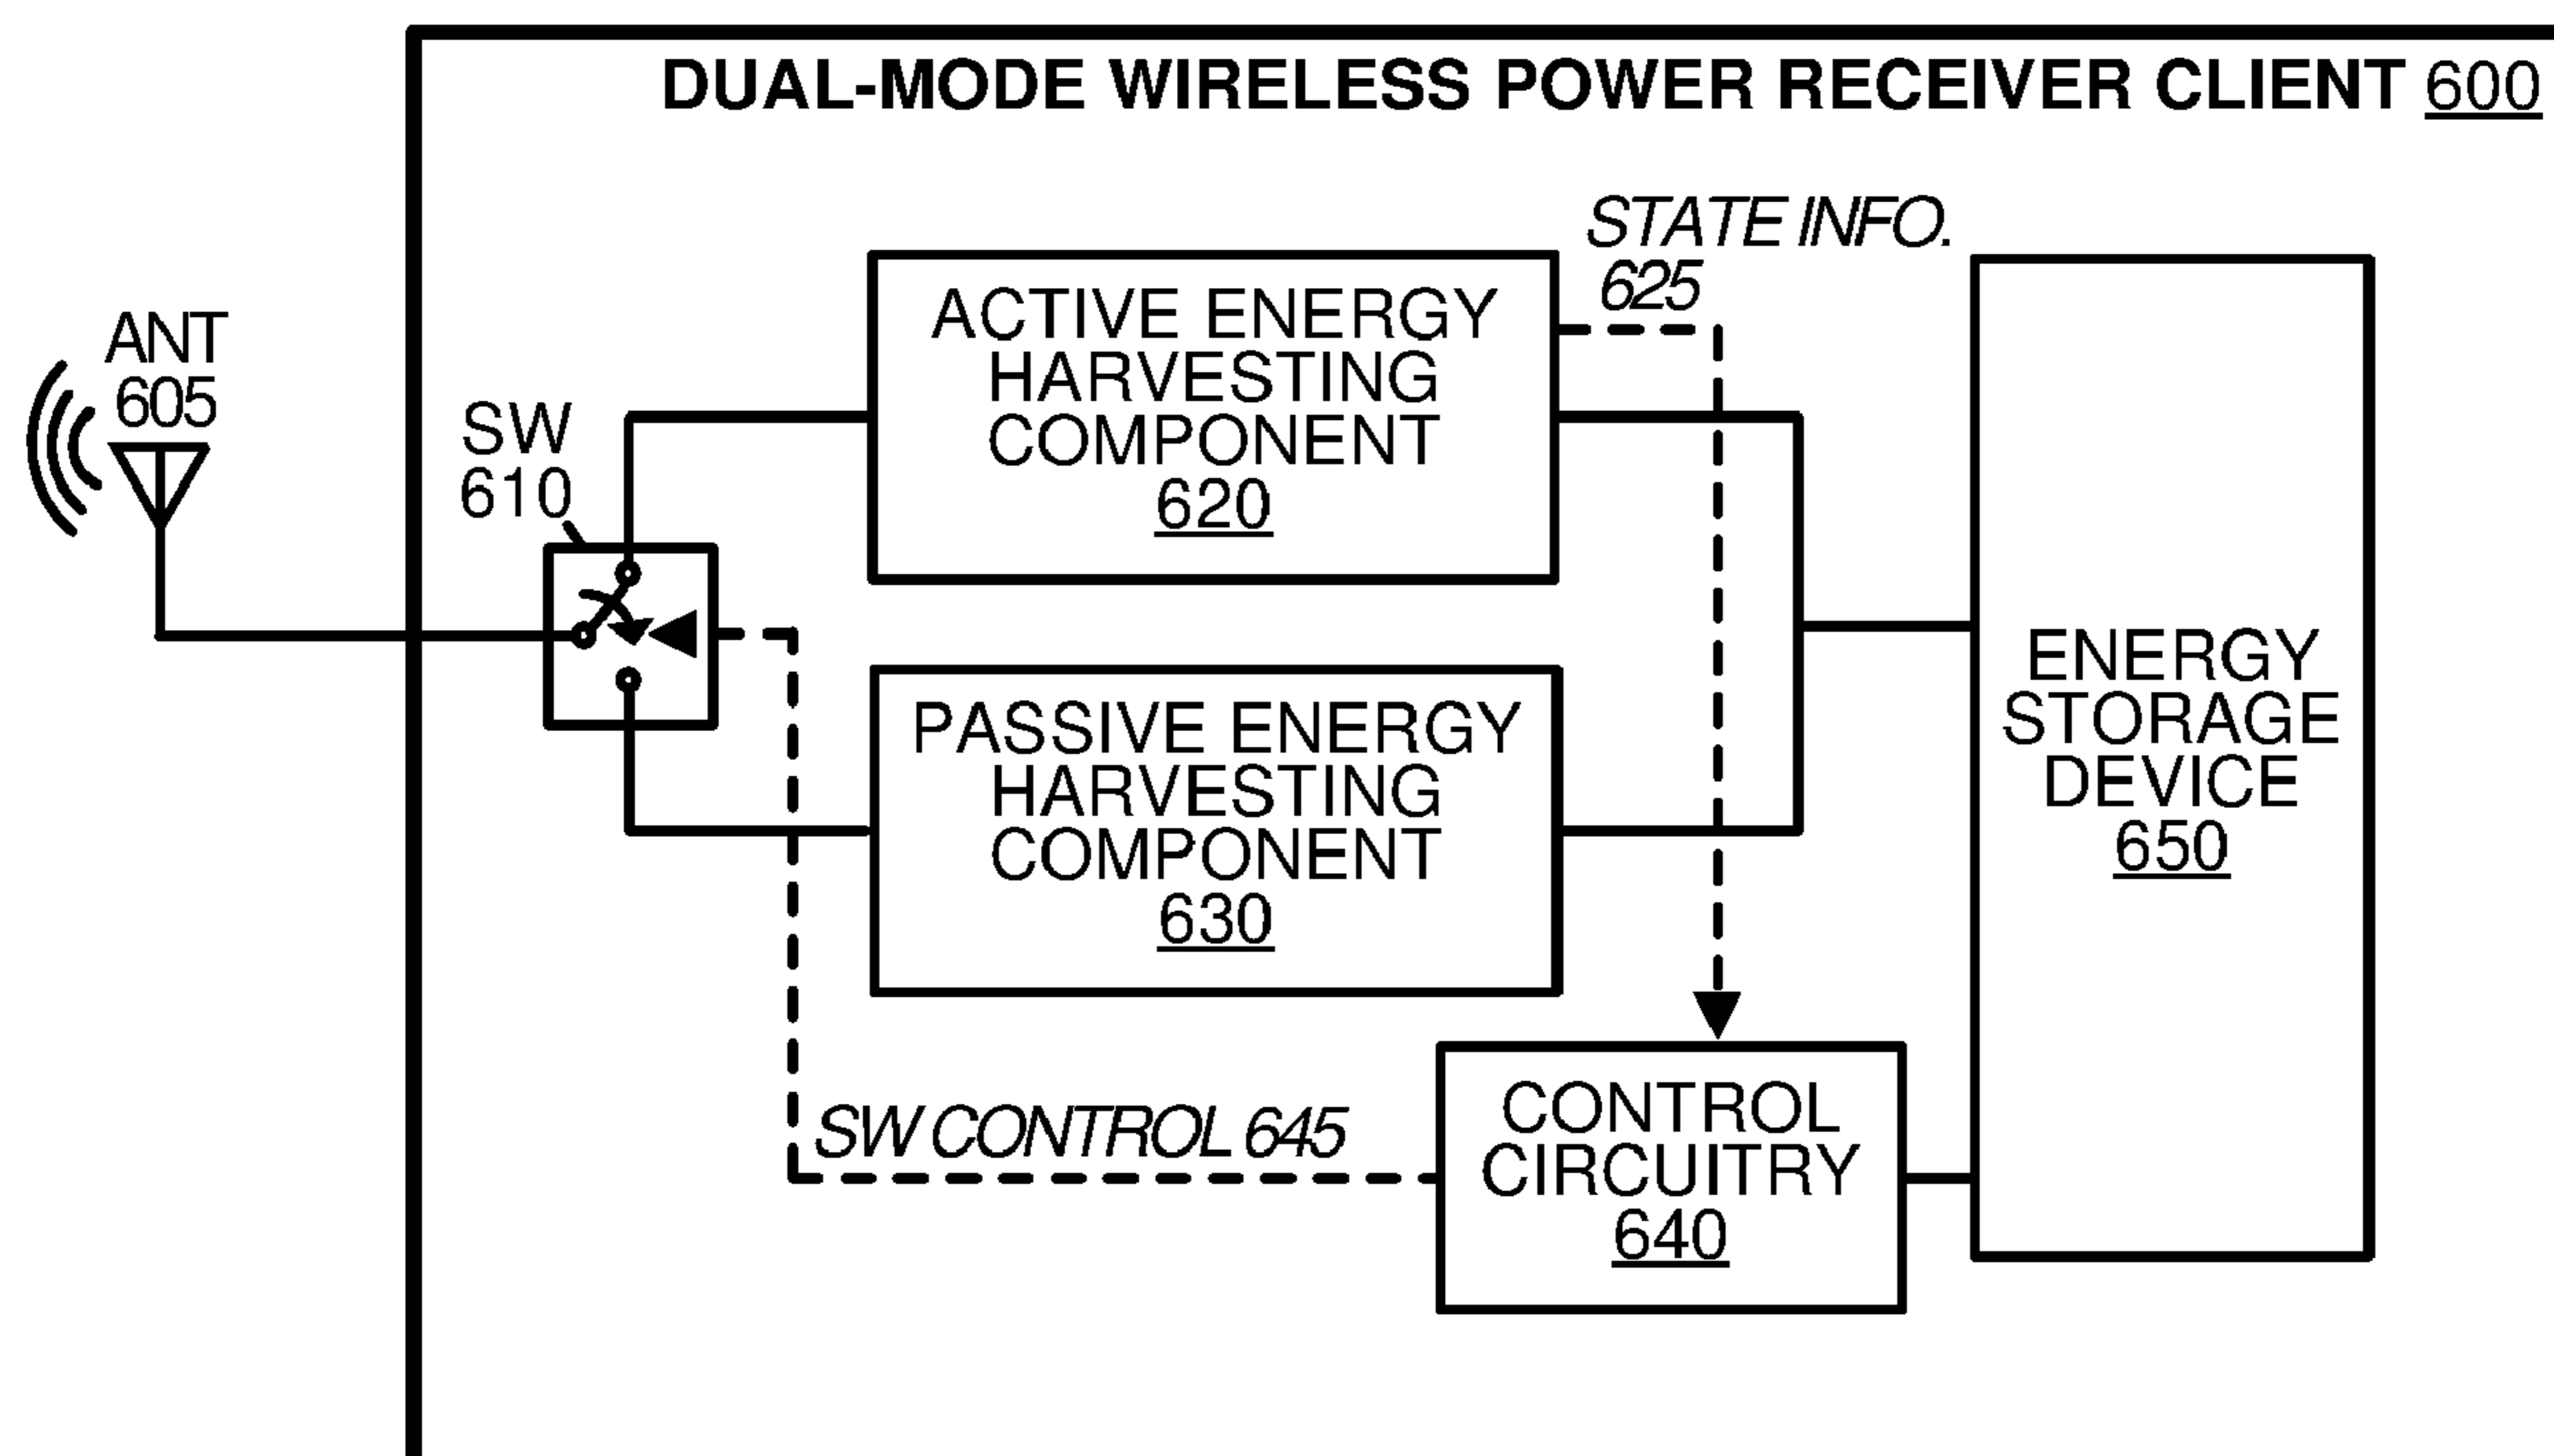 DUAL-MODE WIRELESS POWER RECEIVER CLIENT 600
STATE INFO.
625
ANT
605
SW
610
ACTIVE ENERGY
HARVESTING
COMPONENT
620
PASSIVE ENERGY
HARVESTING
COMPONENT
630
ENERGY
STORAGE
DEVICE
650
SW CONTROL 645
CONTROL
CIRCUITRY
640